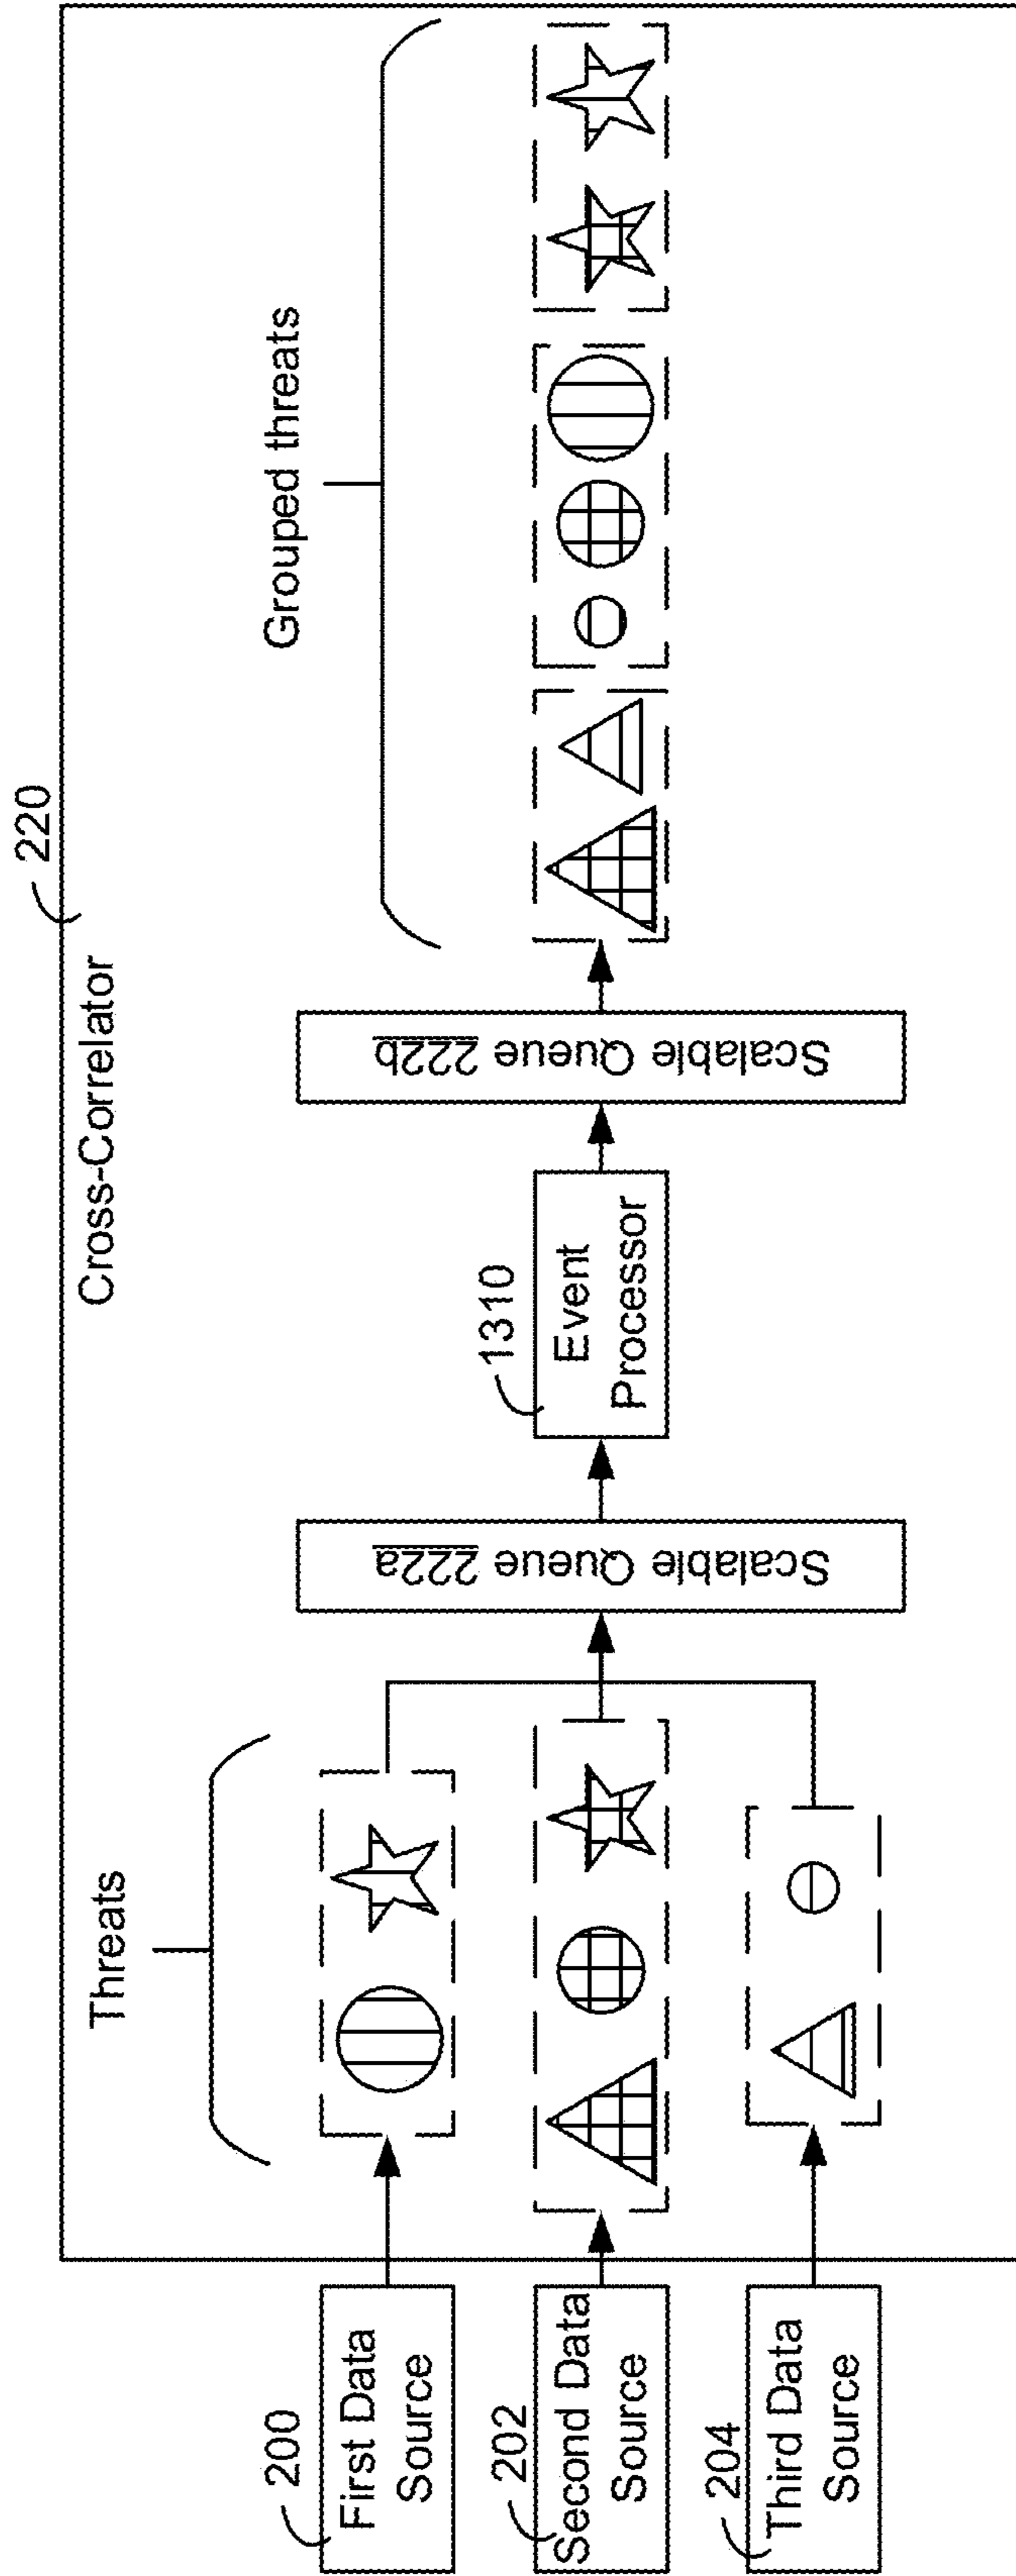 220
Cross-Correlator
Threats
Grouped threats
200
First Data
Source
202
Second Data
Source
204
Third Data
Source
Scalable Queue 222a
1310
Event
Processor
Scalable Queue 222b